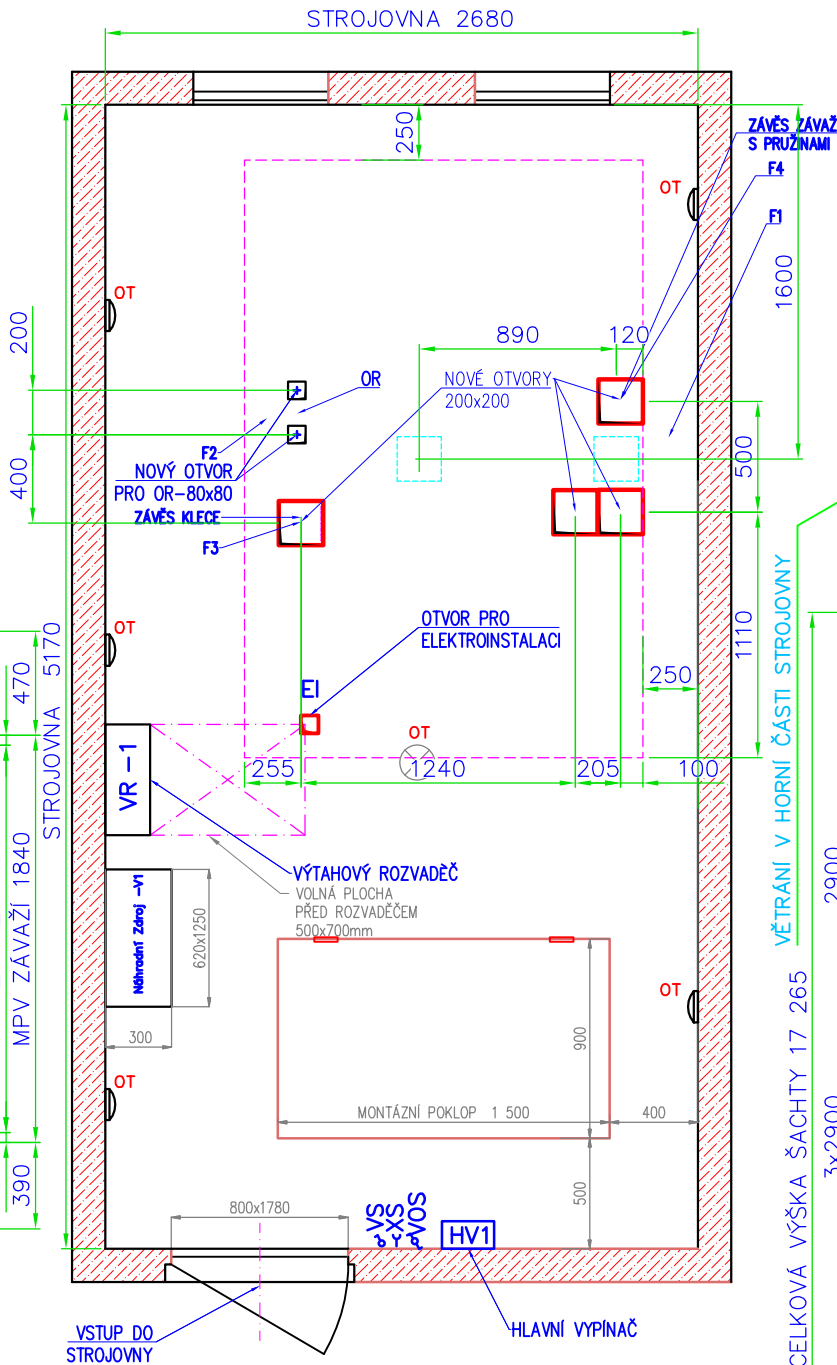 STROJOVNA 2680
250
ZÁVĚS ZÁVAŽ
S PRUŽINAMI
F4
F1
OT
1600
OT
200
890
120
OR
NOVÉ OTVORY
200x200
F2
NOVÝ OTVOR
PRO OR-80x80
400
500
ZÁVĚS KLECE
F3
OTVOR PRO
ELEKTROINSTALACI
OT
STROJOVNA 5170
470
EI
1110
250
VĚTRÁNÍ V HORNÍ ČÁSTI STROJOVNY
OT
255
1240
205
100
VR -1
MPV ZÁVAŽÍ 1840
VÝTAHOVÝ ROZVADĚČ
VOLNÁ PLOCHA
PŘED ROZVADĚČEM
500x700mm
Náhradní Zdroj -V1
620x1250
2900
300
OT
900
CELKOVÁ VÝŠKA ŠACHTY 17 265
OT
MONTÁZNÍ POKLOP 1 500
400
3x2900
390
500
800x1780
VS
XS
VOS
HV1
VSTUP DO
STROJOVNY
HLAVNÍ VYPÍNAČ